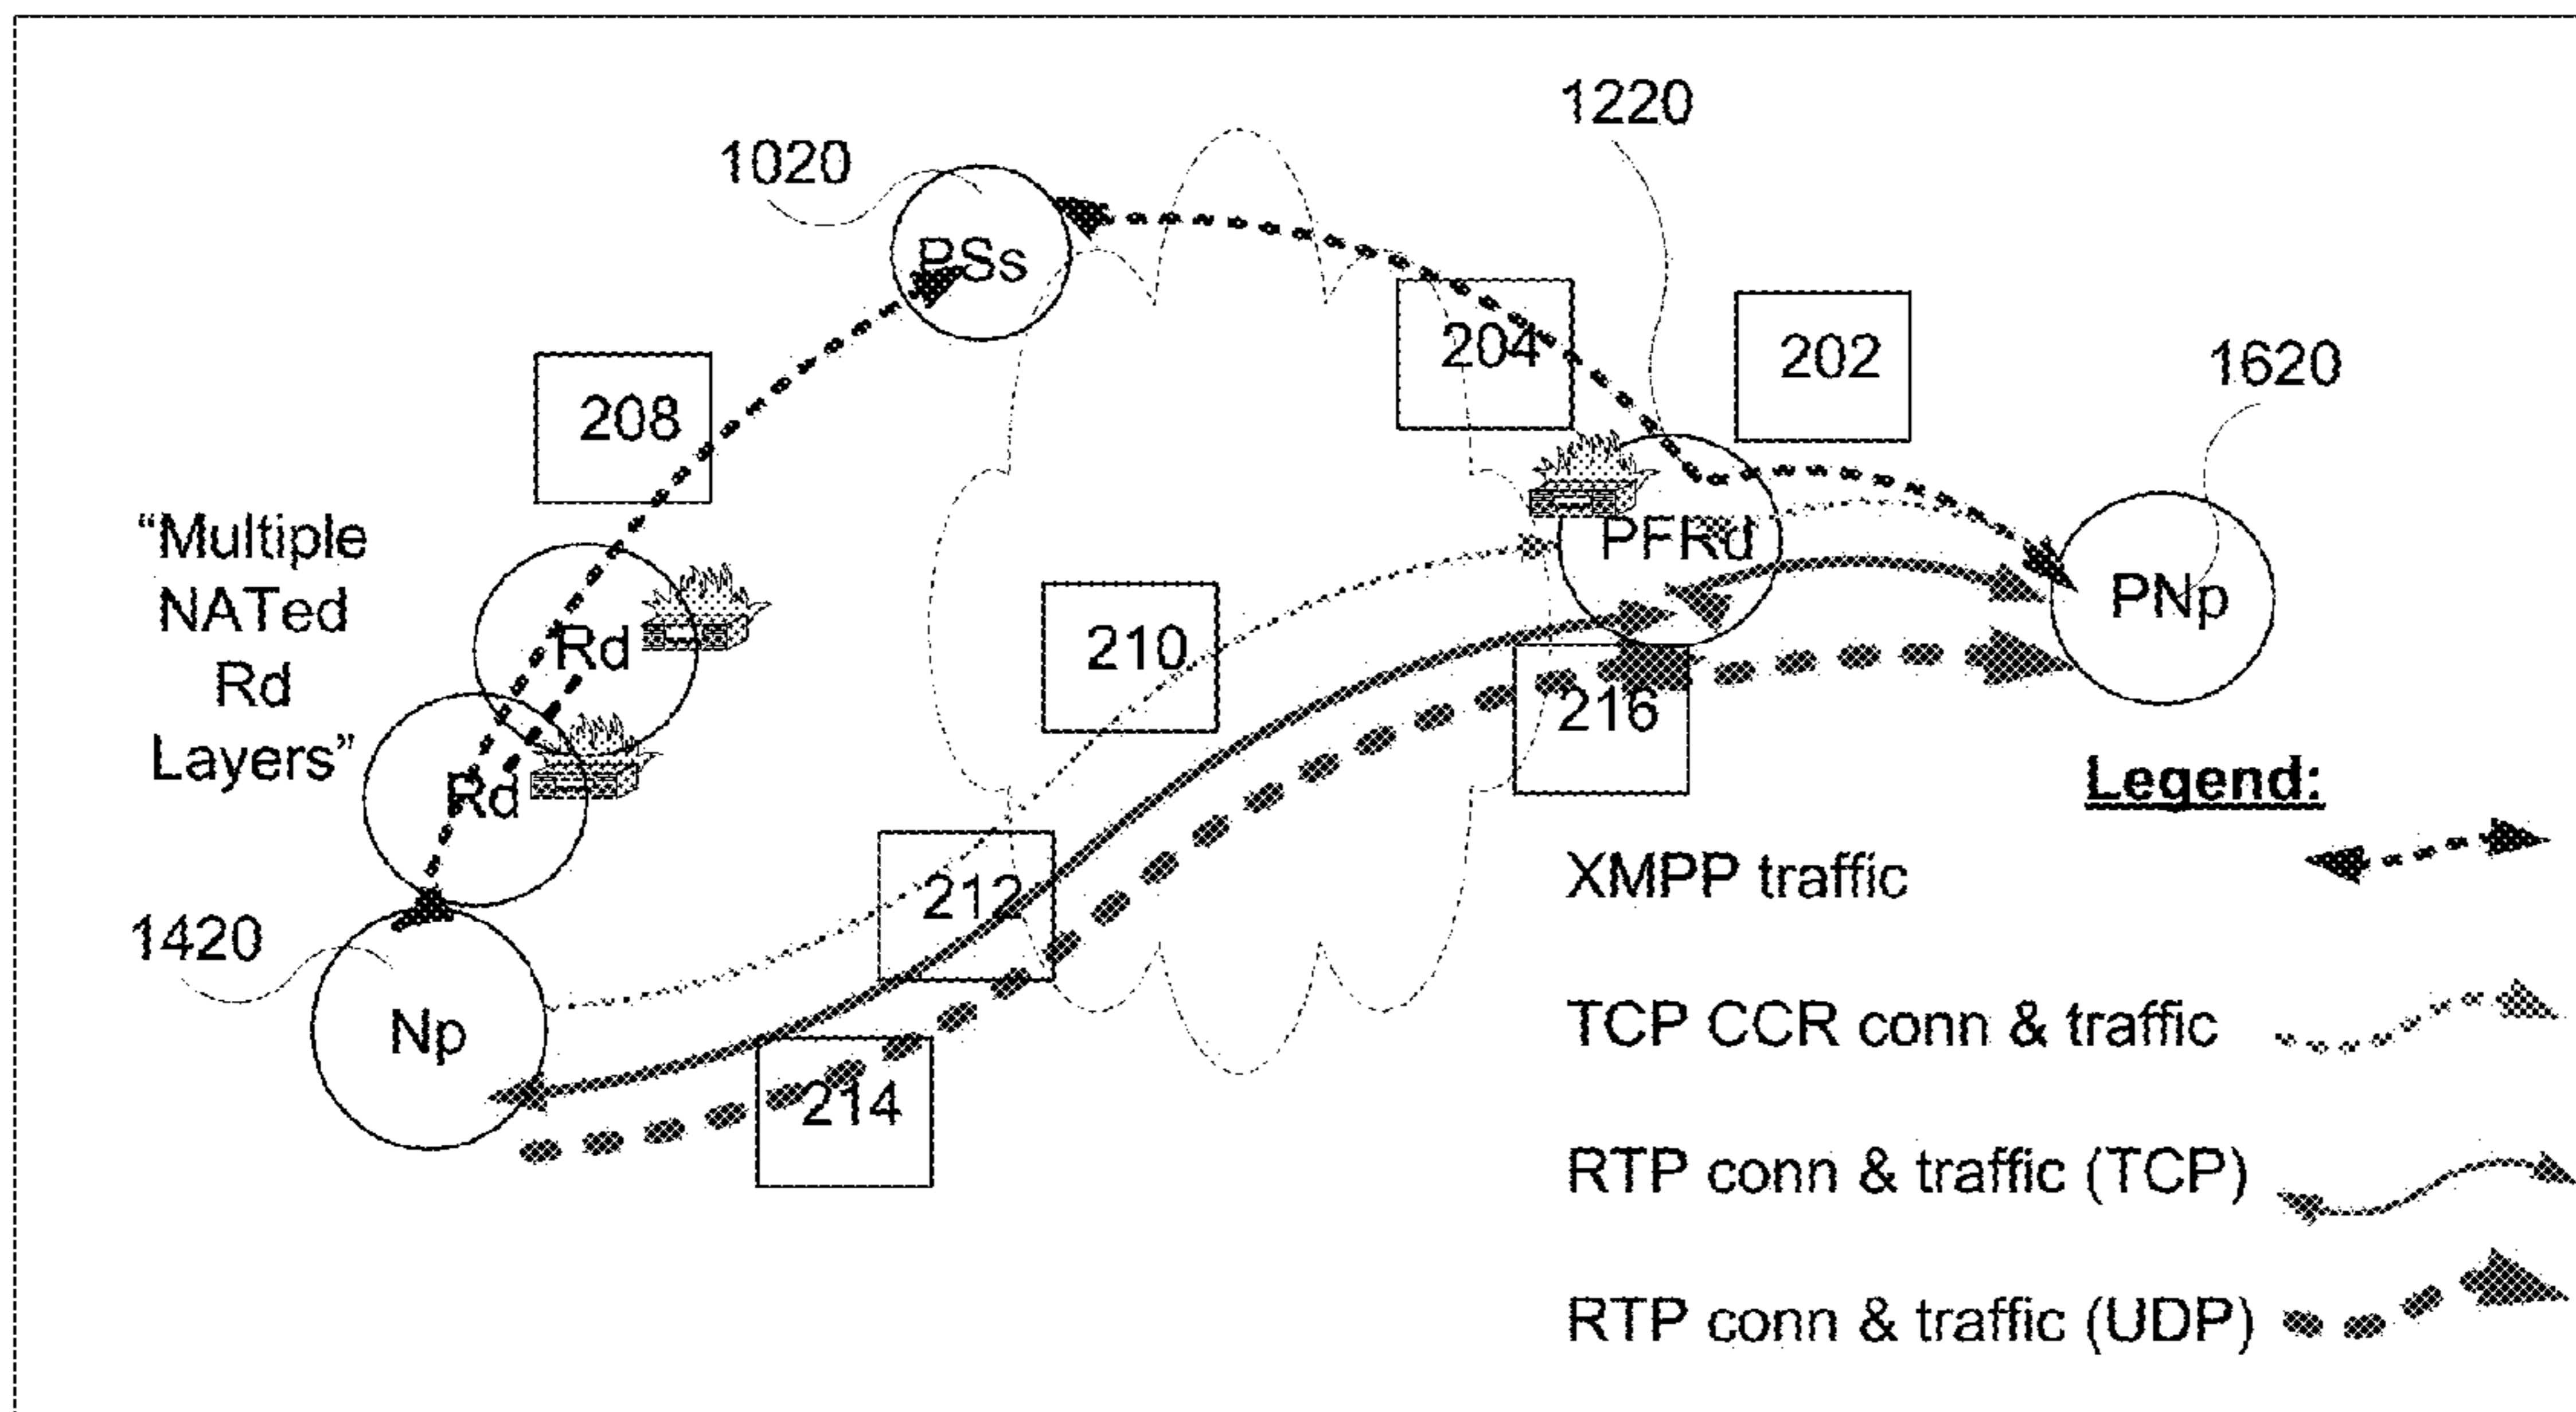 1220
1020
PSs
204
202
1620
208
"Multiple
NATed
Rd
Layers"
PFRd
PNp
Rd
210
216
Rd
Legend:
212
XMPP traffic
1420
Np
TCP CCR conn & traffic
214
RTP conn & traffic (TCP)
RTP conn & traffic (UDP)